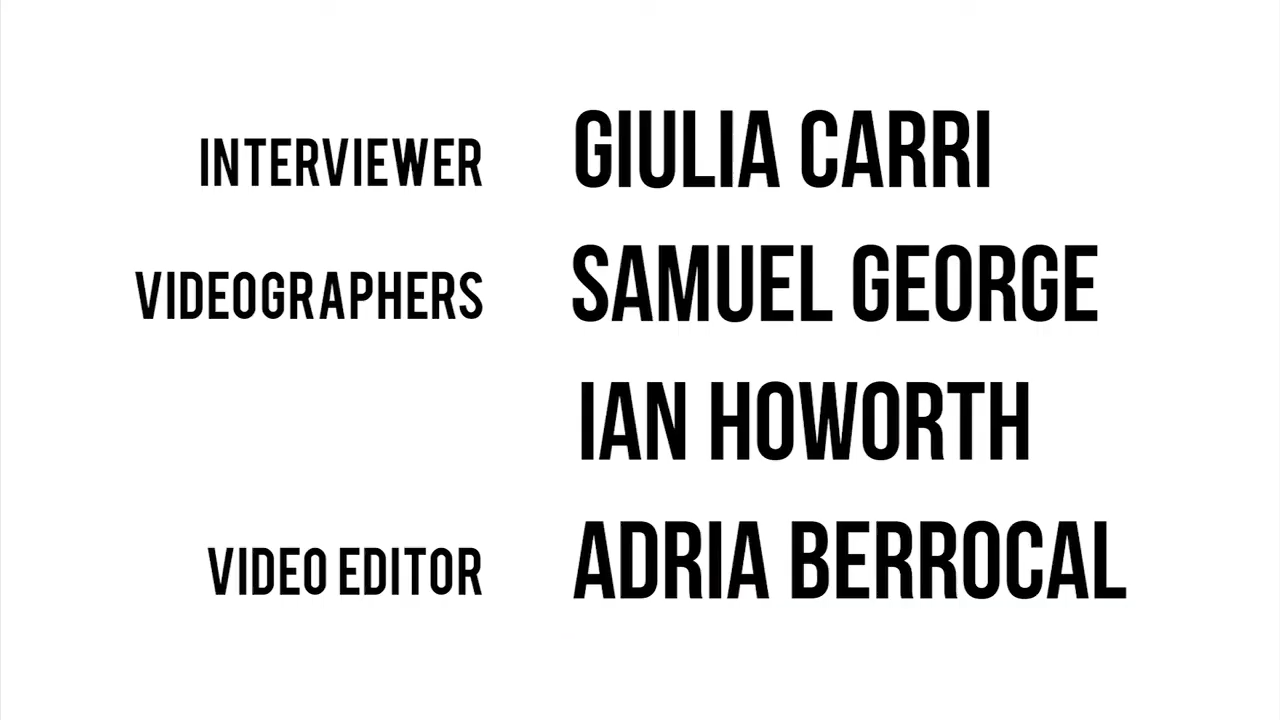 INTERVIEWER GIULIA CARRI
VIDEOGRAPHERS SAMUEL GEORGE
IAN HOWORTH
VIDEO EDITOR ADRIA BERROCAL